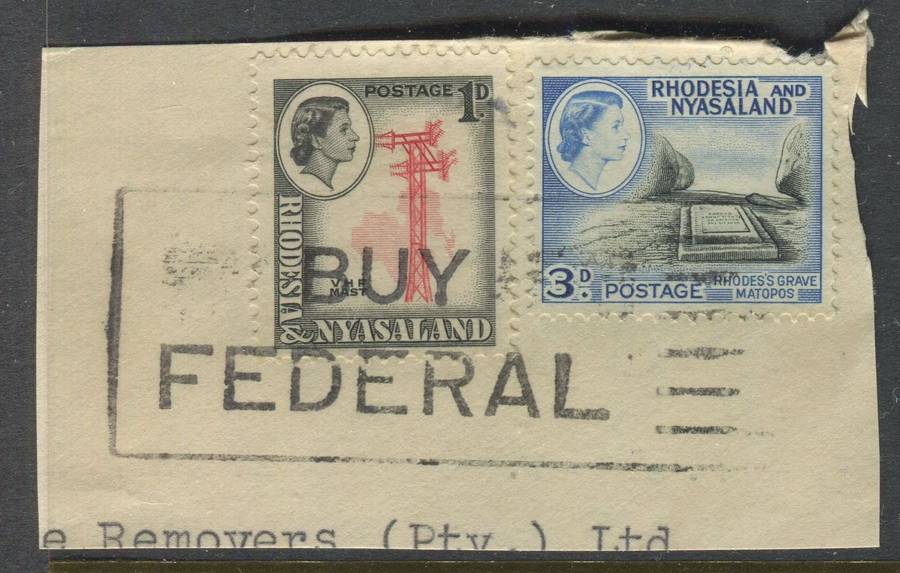 POSTAGE 1D.
RHODESIA & NYASALAND
V.H.F.
MAST
RHODESIA AND
NYASALAND
3D. POSTAGE
RHODES'S GRAVE
MATOPOS
BUY
FEDERAL
e Removers (Pty.) Ltd